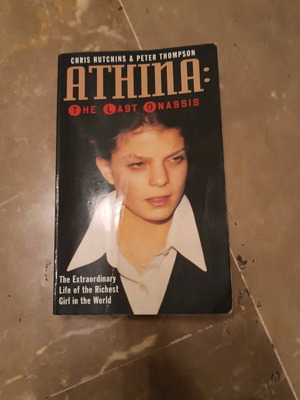 CHRIS HUTCHINS & PETER THOMPSON
ATHINA:
THE LAST ONASSIS
The Extraordinary
Life of the Richest
Girl in the World